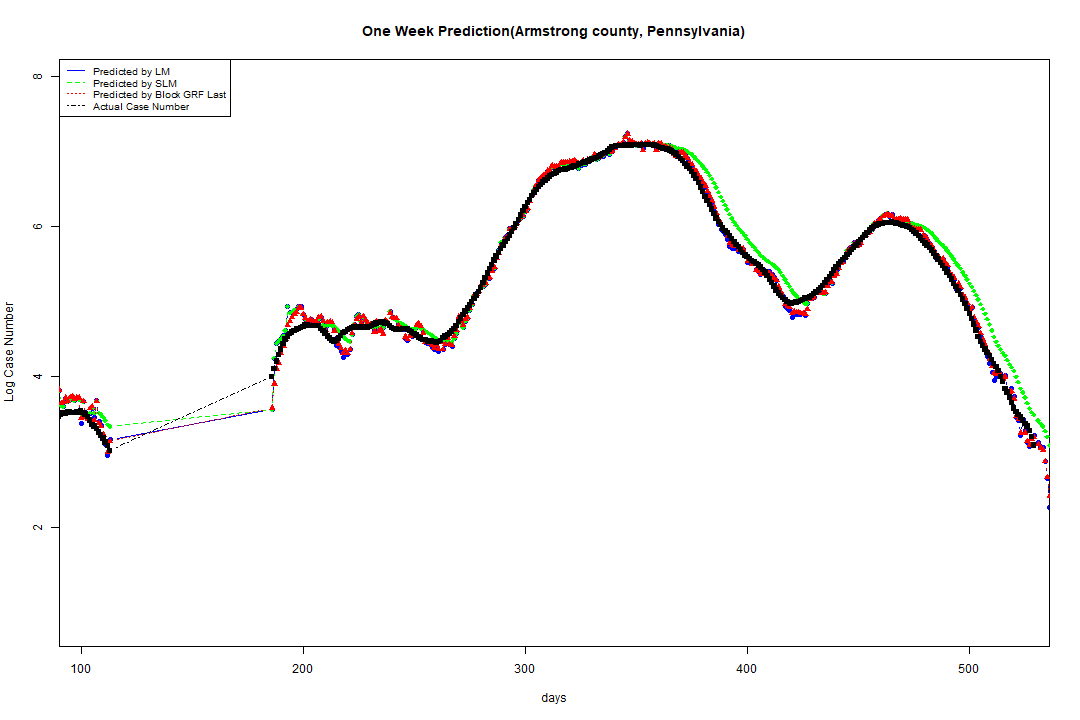 One Week Prediction(Armstrong county, Pennsylvania)
Predicted by LM
Predicted by SLM
Predicted by Block GRF Last
Actual Case Number
8
6
4
2
Log Case Number
100 200 300 400 500
days